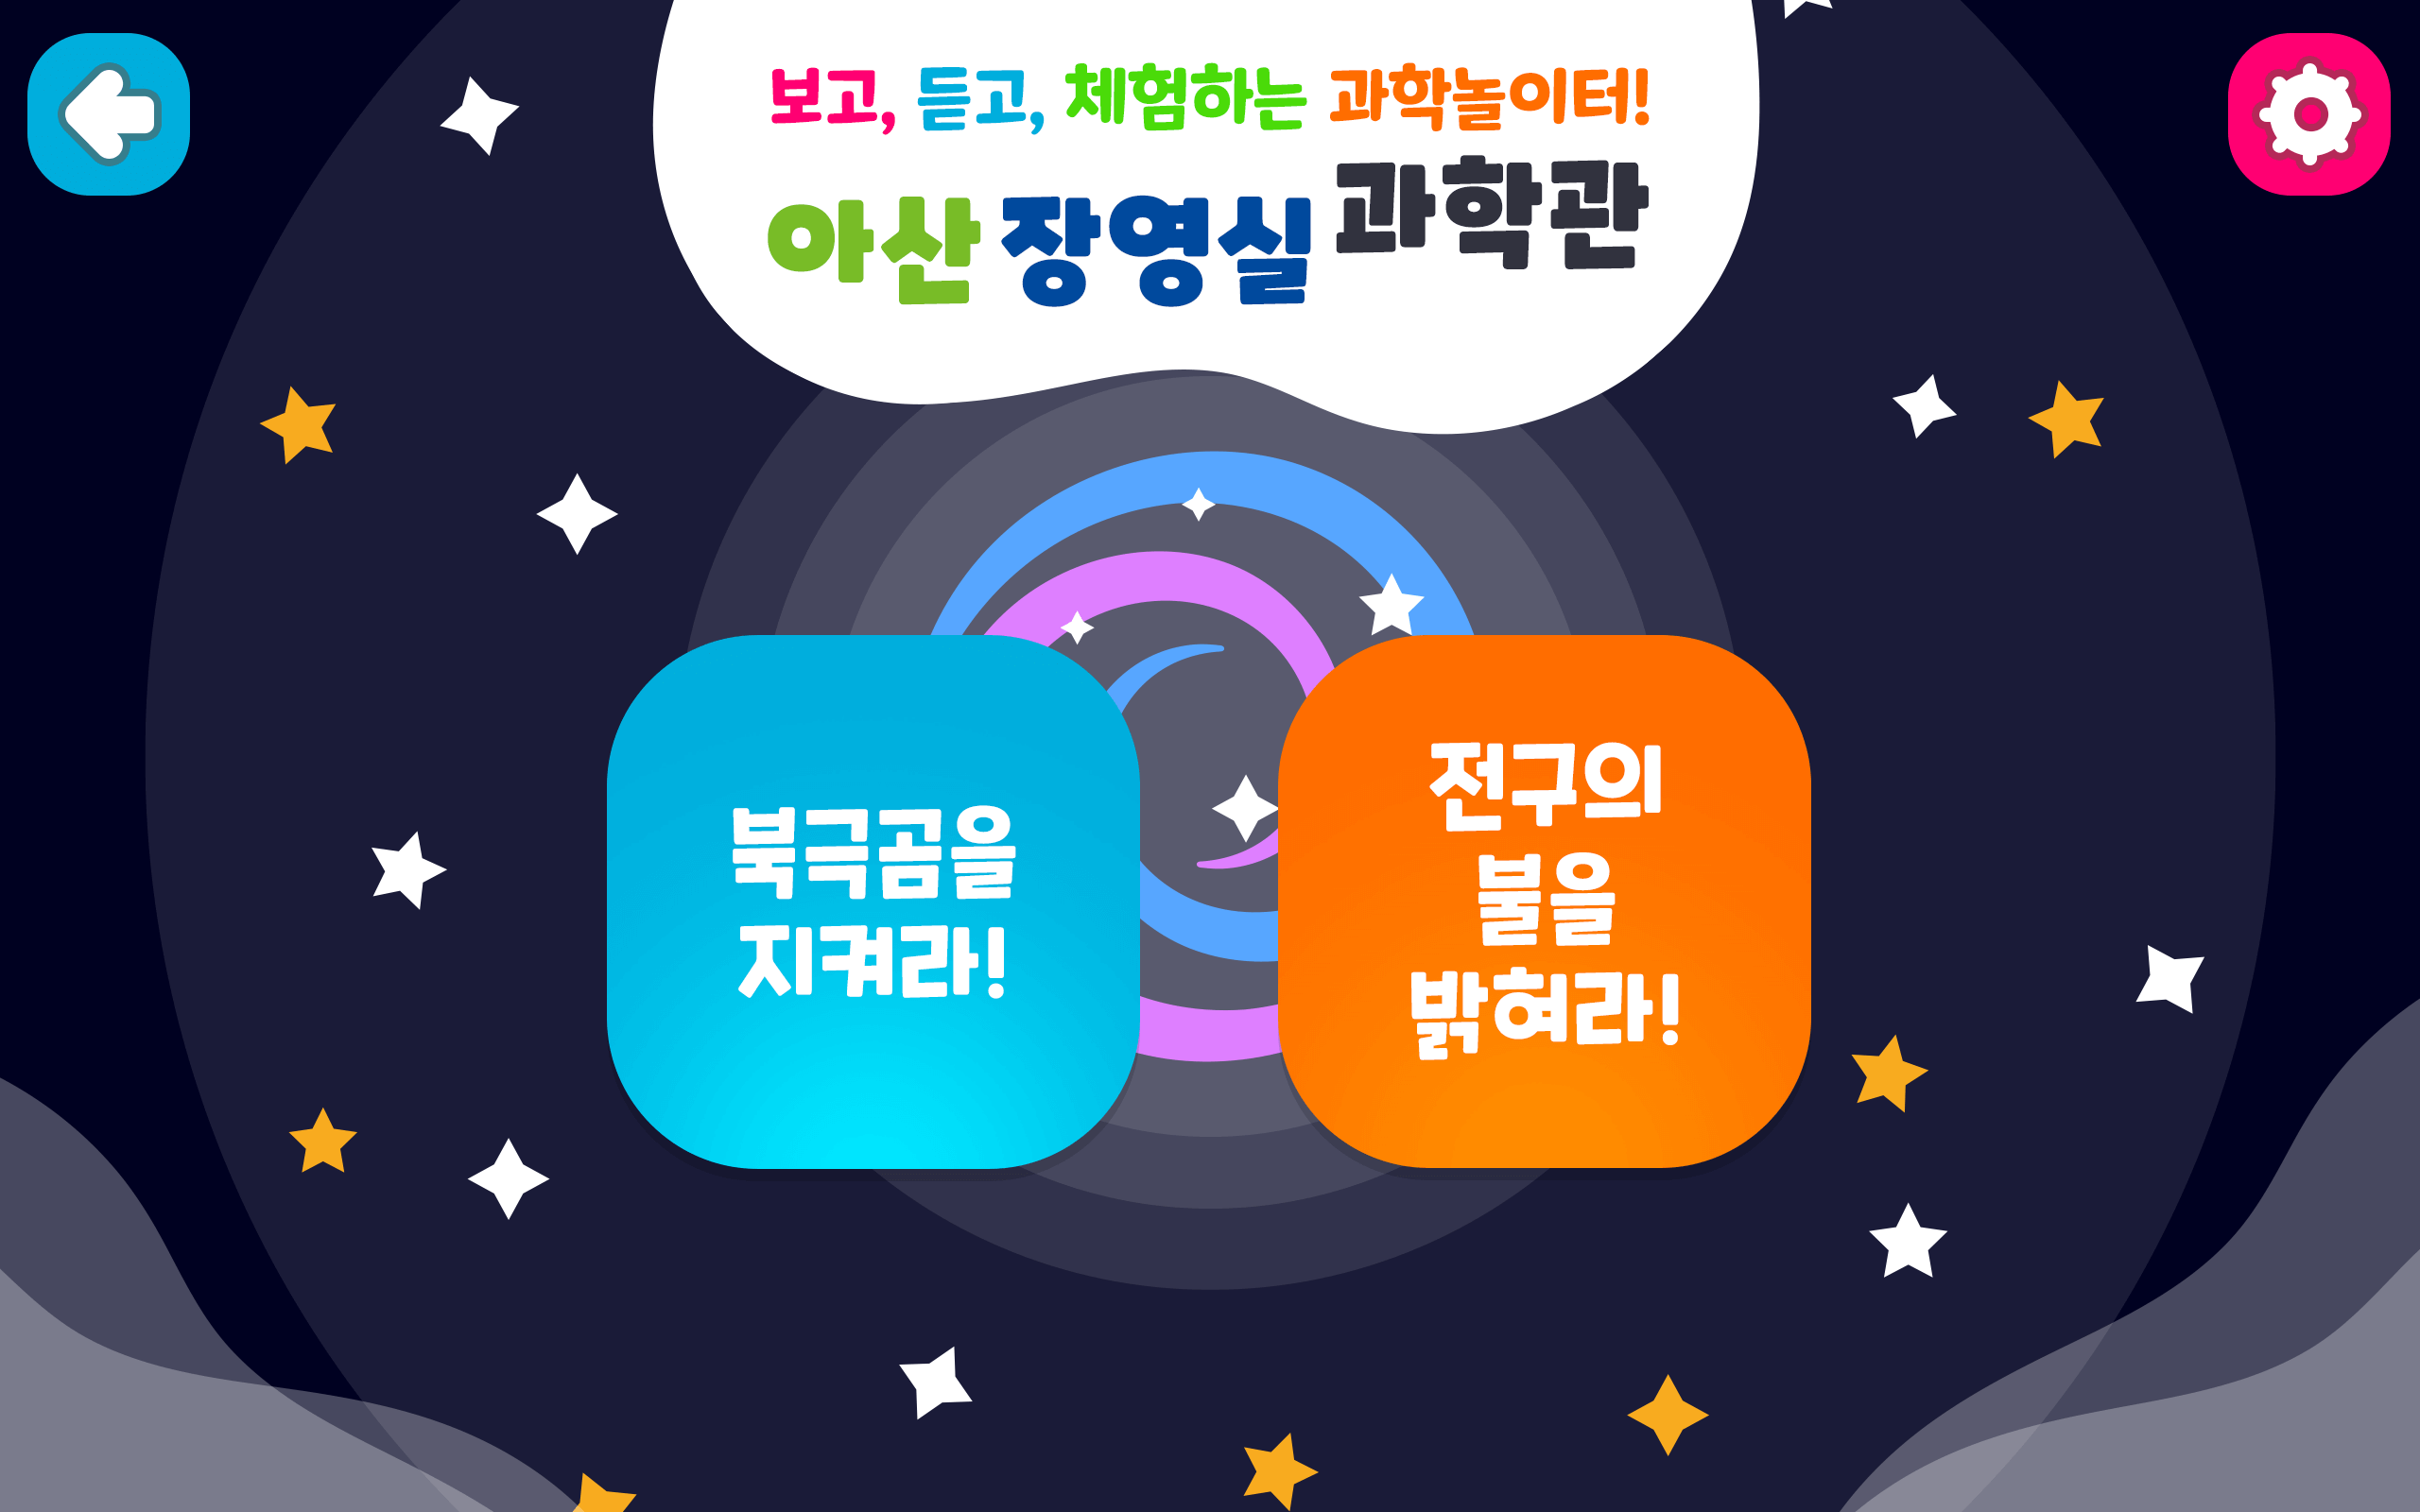 보고, 듣고, 체험하는 과학놀이터!
아산 장영실 과학관
북극곰을
지켜라!
전구의
불을
밝혀라!